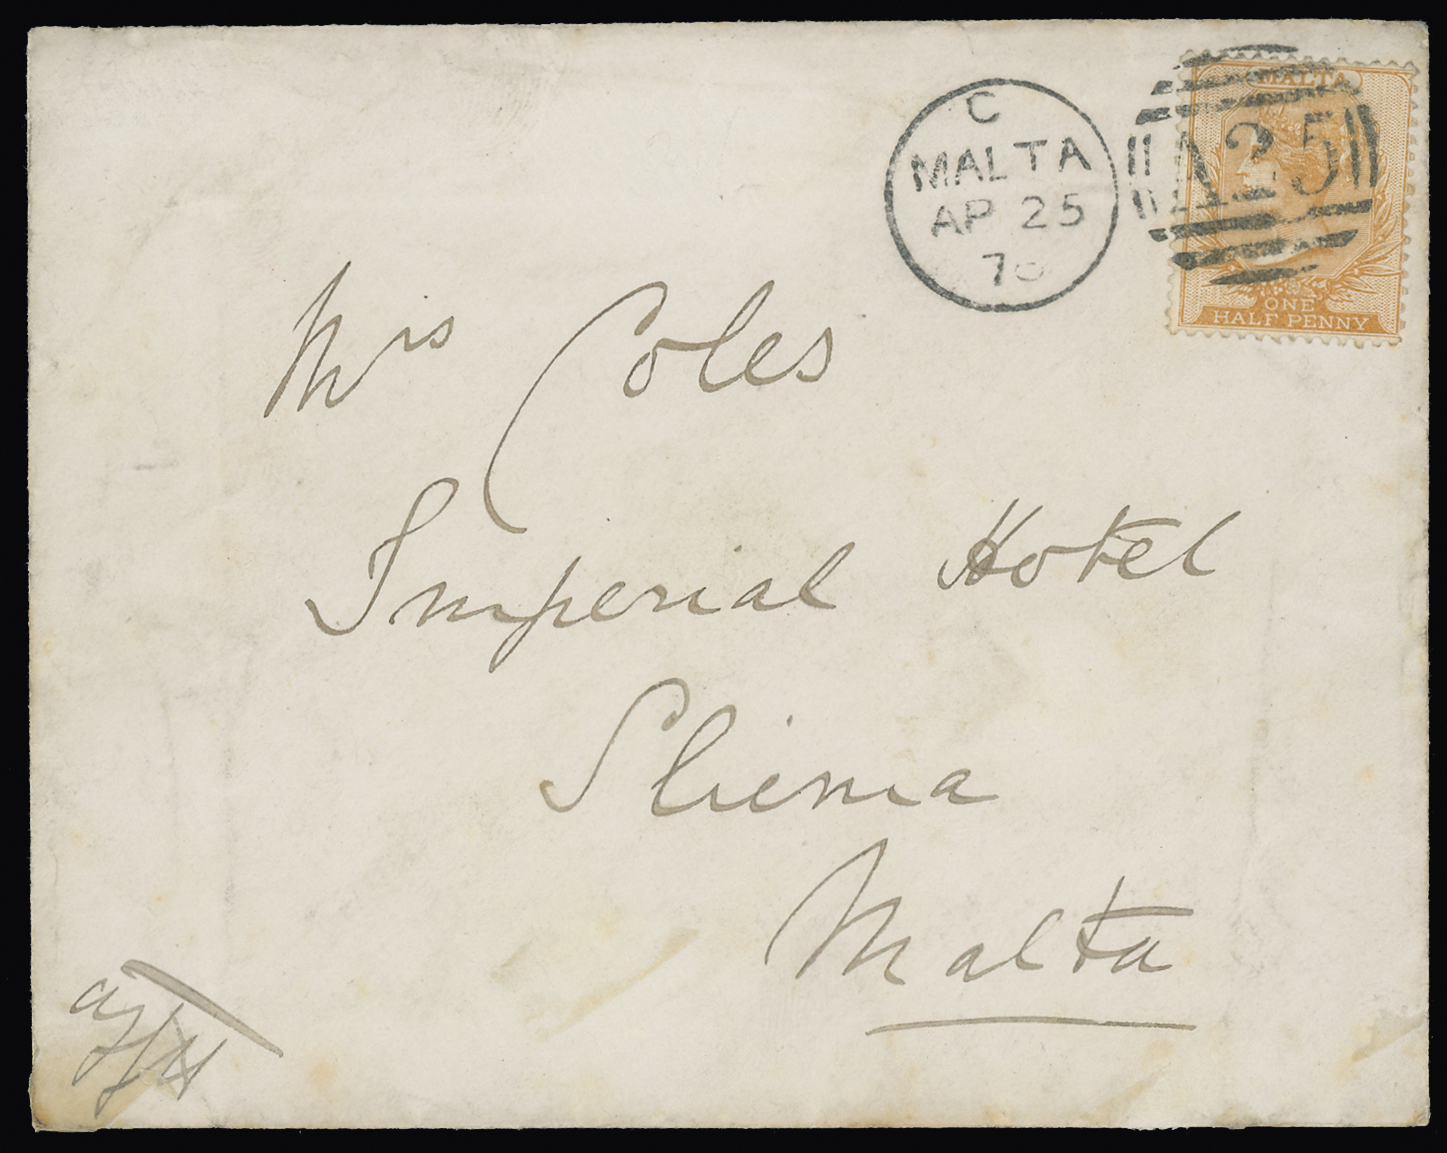 C
MALTA
AP 25
MALTA
A25
ONE
HALF PENNY
Mrs Coles
Imperial Hotel
Sliema
Malta